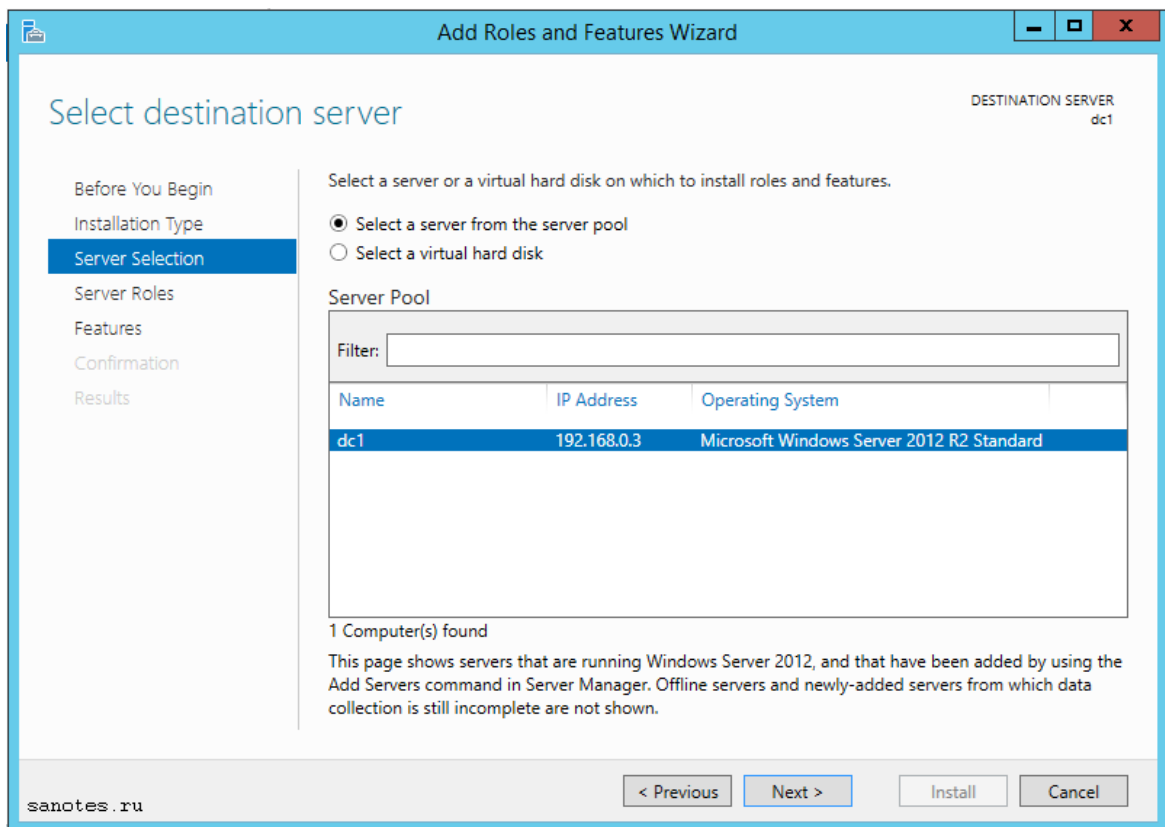 Add Roles and Features Wizard
Select destination server
DESTINATION SERVER
dc1
Before You Begin
Installation Type
Server Selection
Server Roles
Features
Confirmation
Results
Select a server or a virtual hard disk on which to install roles and features.
Select a server from the server pool
Select a virtual hard disk
Server Pool
Filter:
Name IP Address Operating System
dc1 192.168.0.3 Microsoft Windows Server 2012 R2 Standard
1 Computer(s) found
This page shows servers that are running Windows Server 2012, and that have been added by using the
Add Servers command in Server Manager. Offline servers and newly-added servers from which data
collection is still incomplete are not shown.
< Previous Next > Install Cancel
sanotes.ru